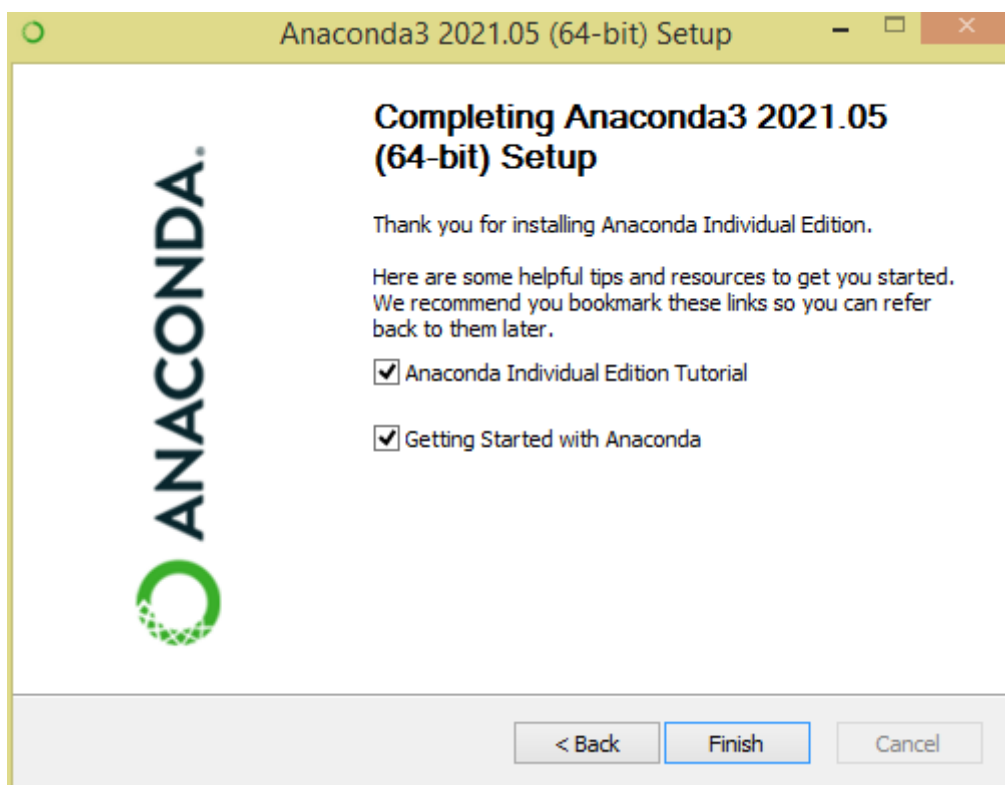 Anaconda3 2021.05 (64-bit) Setup
ANACONDA.
Completing Anaconda3 2021.05
(64-bit) Setup
Thank you for installing Anaconda Individual Edition.
Here are some helpful tips and resources to get you started.
We recommend you bookmark these links so you can refer
back to them later.
Anaconda Individual Edition Tutorial
Getting Started with Anaconda
< Back
Finish
Cancel